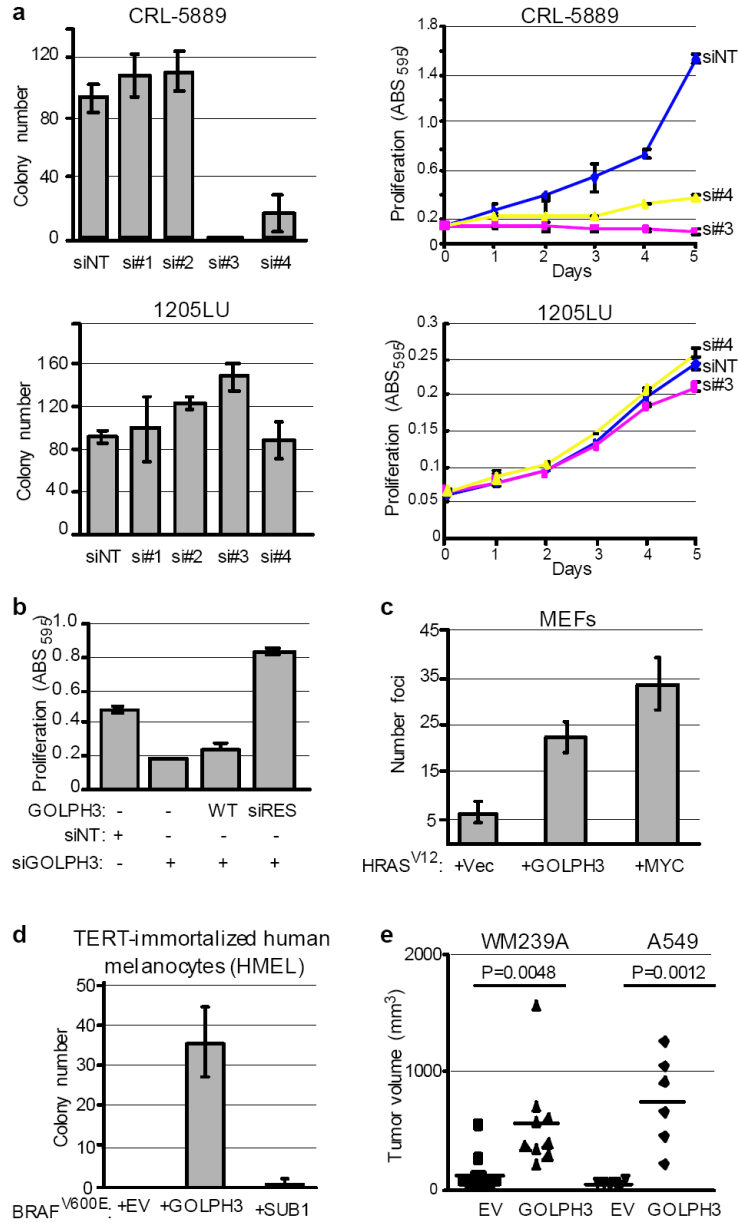 a
CRL-5889
Colony number
120
80
40
0
siNT si#1 si#2 si#3 si#4
CRL-5889
Proliferation (ABS595)
1.8
1.4
1.0
0.6
0.2
0
0 1 2 3 4 5
Days
siNT
si#4
si#3
1205LU
Colony number
160
120
80
40
0
siNT si#1 si#2 si#3 si#4
1205LU
Proliferation (ABS595)
0.3
0.25
0.2
0.15
0.1
0.05
0
0 1 2 3 4 5
Days
si#4
siNT
si#3
b
Proliferation (ABS595)
1.0
0.8
0.6
0.4
0.2
0
GOLPH3: - - WT siRES
siNT: + - - -
siGOLPH3: - + + +
c
MEFs
Number foci
45
35
25
15
5
HRASV12: +Vec +GOLPH3 +MYC
d
TERT-immortalized human
melanocytes (HMEL)
Colony number
50
40
30
20
10
0
BRAFV600E: +EV +GOLPH3 +SUB1
e
WM239A A549
P=0.0048 P=0.0012
Tumor volume (mm3)
2000
1000
0
EV GOLPH3 EV GOLPH3